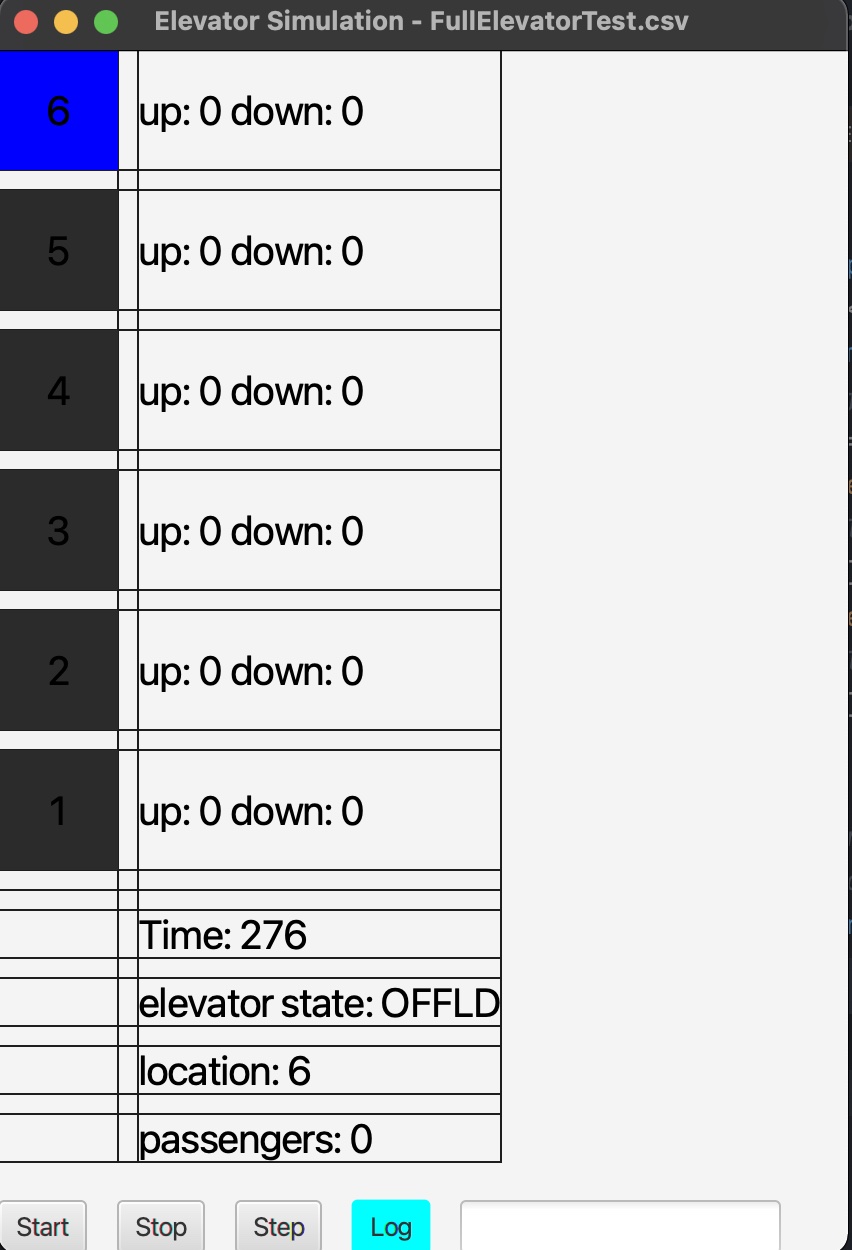 Elevator Simulation - FullElevatorTest.csv
6 up: 0 down: 0
5 up: 0 down: 0
4 up: 0 down: 0
3 up: 0 down: 0
2 up: 0 down: 0
1 up: 0 down: 0
Time: 276
elevator state: OFFLD
location: 6
passengers: 0
Start Stop Step Log